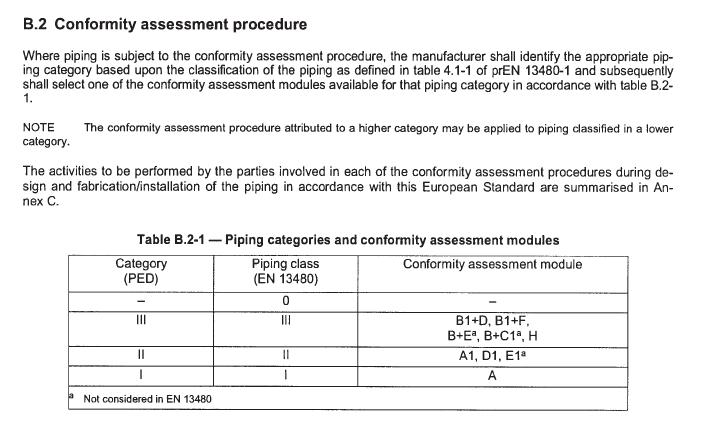 B.2 Conformity assessment procedure
Where piping is subject to the conformity assessment procedure, the manufacturer shall identify the appropriate pip-
ing category based upon the classification of the piping as defined in table 4.1-1 of prEN 13480-1 and subsequently
shall select one of the conformity assessment modules available for that piping category in accordance with table B.2-
1.
NOTE The conformity assessment procedure attributed to a higher category may be applied to piping classified in a lower
category.
The activities to be performed by the parties involved in each of the conformity assessment procedures during de-
sign and fabrication/installation of the piping in accordance with this European Standard are summarised in An-
nex C.
Table B.2-1 — Piping categories and conformity assessment modules
Category Piping class Conformity assessment module
(PED) (EN 13480)
– 0 –
III III B1+D, B1+F,
B+Eª, B+C1ª, H
II II A1, D1, E1ª
I I A
a Not considered in EN 13480